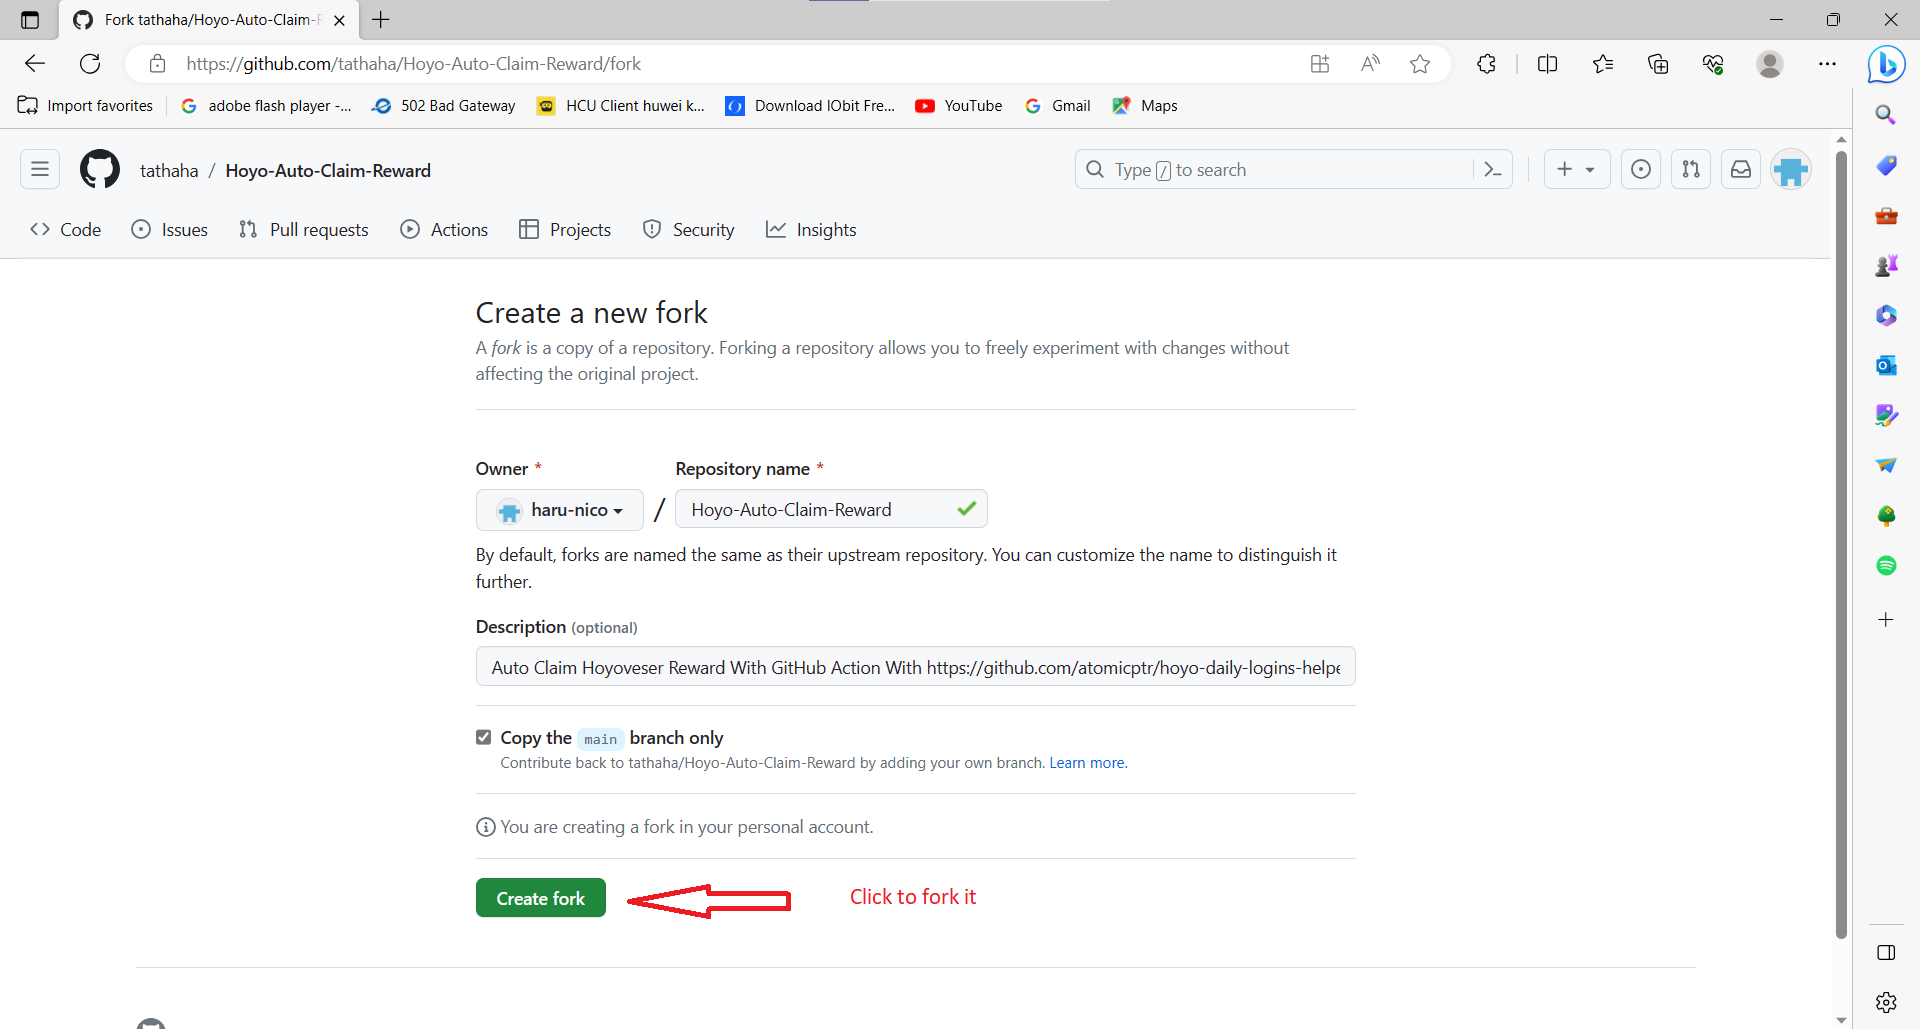 Fork tathaha/Hoyo-Auto-Claim-R
https://github.com/tathaha/Hoyo-Auto-Claim-Reward/fork
Import favorites
adobe flash player -...
502 Bad Gateway
HCU Client huwei k...
Download IObit Fre...
YouTube
Gmail
Maps
tathaha / Hoyo-Auto-Claim-Reward
Type / to search
Code
Issues
Pull requests
Actions
Projects
Security
Insights
Create a new fork
A fork is a copy of a repository. Forking a repository allows you to freely experiment with changes without
affecting the original project.
Owner *
Repository name *
haru-nico / Hoyo-Auto-Claim-Reward
By default, forks are named the same as their upstream repository. You can customize the name to distinguish it
further.
Description (optional)
Auto Claim Hoyoveser Reward With GitHub Action With https://github.com/atomicptr/hoyo-daily-logins-helpe
Copy the main branch only
Contribute back to tathaha/Hoyo-Auto-Claim-Reward by adding your own branch. Learn more.
You are creating a fork in your personal account.
Create fork
Click to fork it